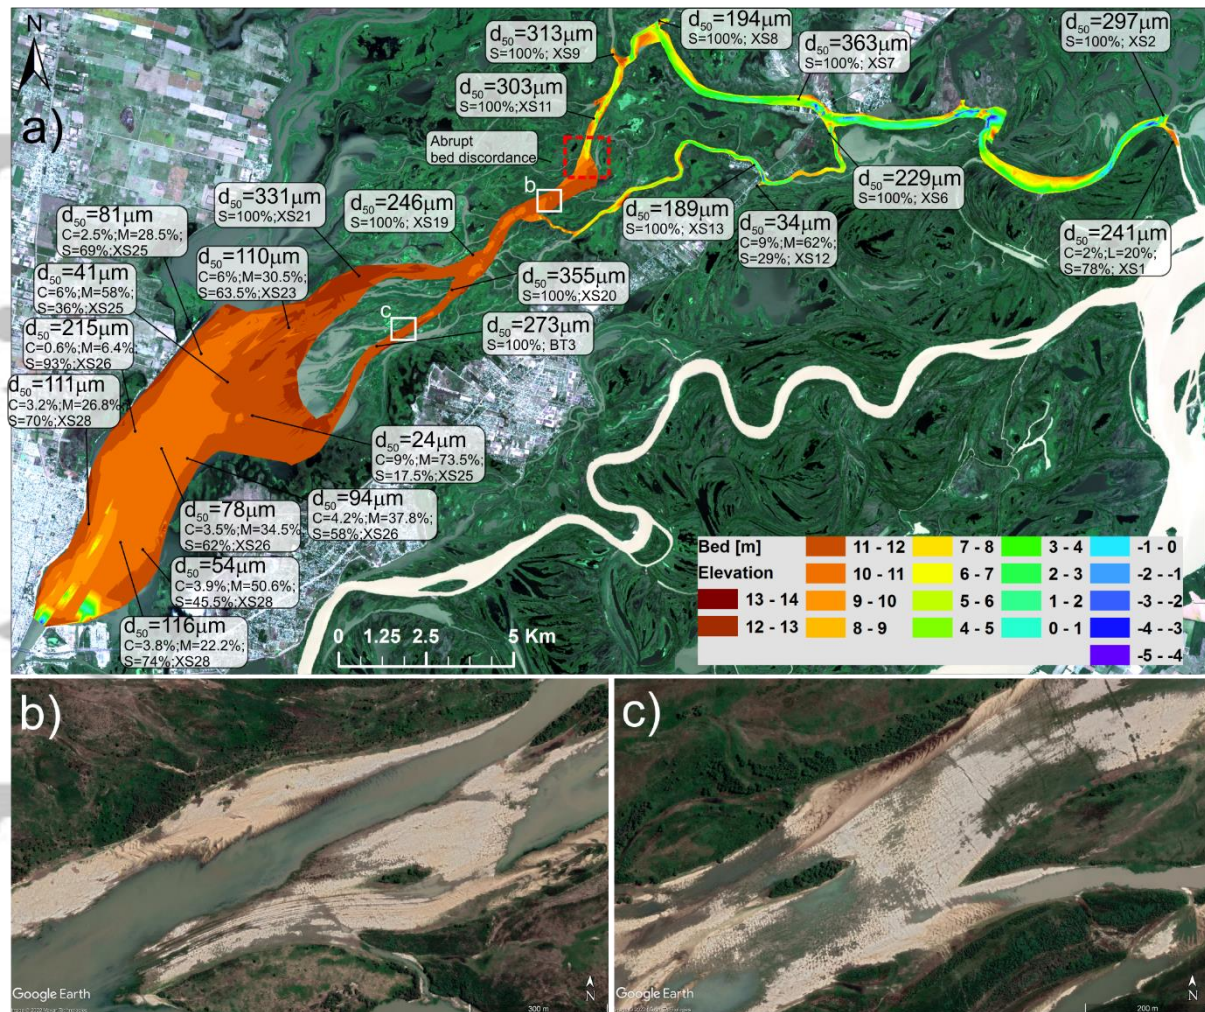 N
a)
d50=313µm
S=100%; XS9
d50=194µm
S=100%; XS8
d50=363µm
S=100%; XS7
d50=297µm
S=100%; XS2
d50=303µm
S=100%;XS11
Abrupt
bed discordance
b
d50=331µm
S=100%;XS21
d50=246µm
S=100%; XS19
d50=189µm
S=100%; XS13
d50=34µm
C=9%; M=62%;
S=29%; XS12
d50=229µm
S=100%; XS6
d50=241µm
C=2%; L=20%;
S=78%; XS1
d50=81µm
C=2.5%; M=28.5%;
S=69%; XS25
d50=110µm
C=6%; M=30.5%;
S=63.5%;XS23
d50=41µm
C=6%; M=58%;
S=36%; XS25
d50=355µm
S=100%; XS20
c
d50=273µm
S=100%; BT3
d50=215µm
C=0.6%; M=6.4%;
S=93%; XS26
d50=111µm
C=3.2%;M=26.8%
S=70%;XS28
d50=24µm
C=9%; M=73.5%;
S=17.5%;XS25
d50=94µm
C=4.2%;M=37.8%;
S=58%;XS26
d50=78µm
C=3.5%;M=34.5%
S=62%;XS26
d50=54µm
C=3.9%;M=50.6%;
S=45.5%;XS28
d50=116µm
C=3.8%;M=22.2%;
S=74%;XS28
0 1.25 2.5 5 Km
Bed [m]
Elevation
13 - 14
12 - 13
11 - 12
10 - 11
9 - 10
8 - 9
7 - 8
6 - 7
5 - 6
4 - 5
3 - 4
2 - 3
1 - 2
0 - 1
-1 - 0
-2 - -1
-3 - -2
-4 - -3
-5 - -4
b)
Google Earth
300 m
N
c)
Google Earth
200 m
N